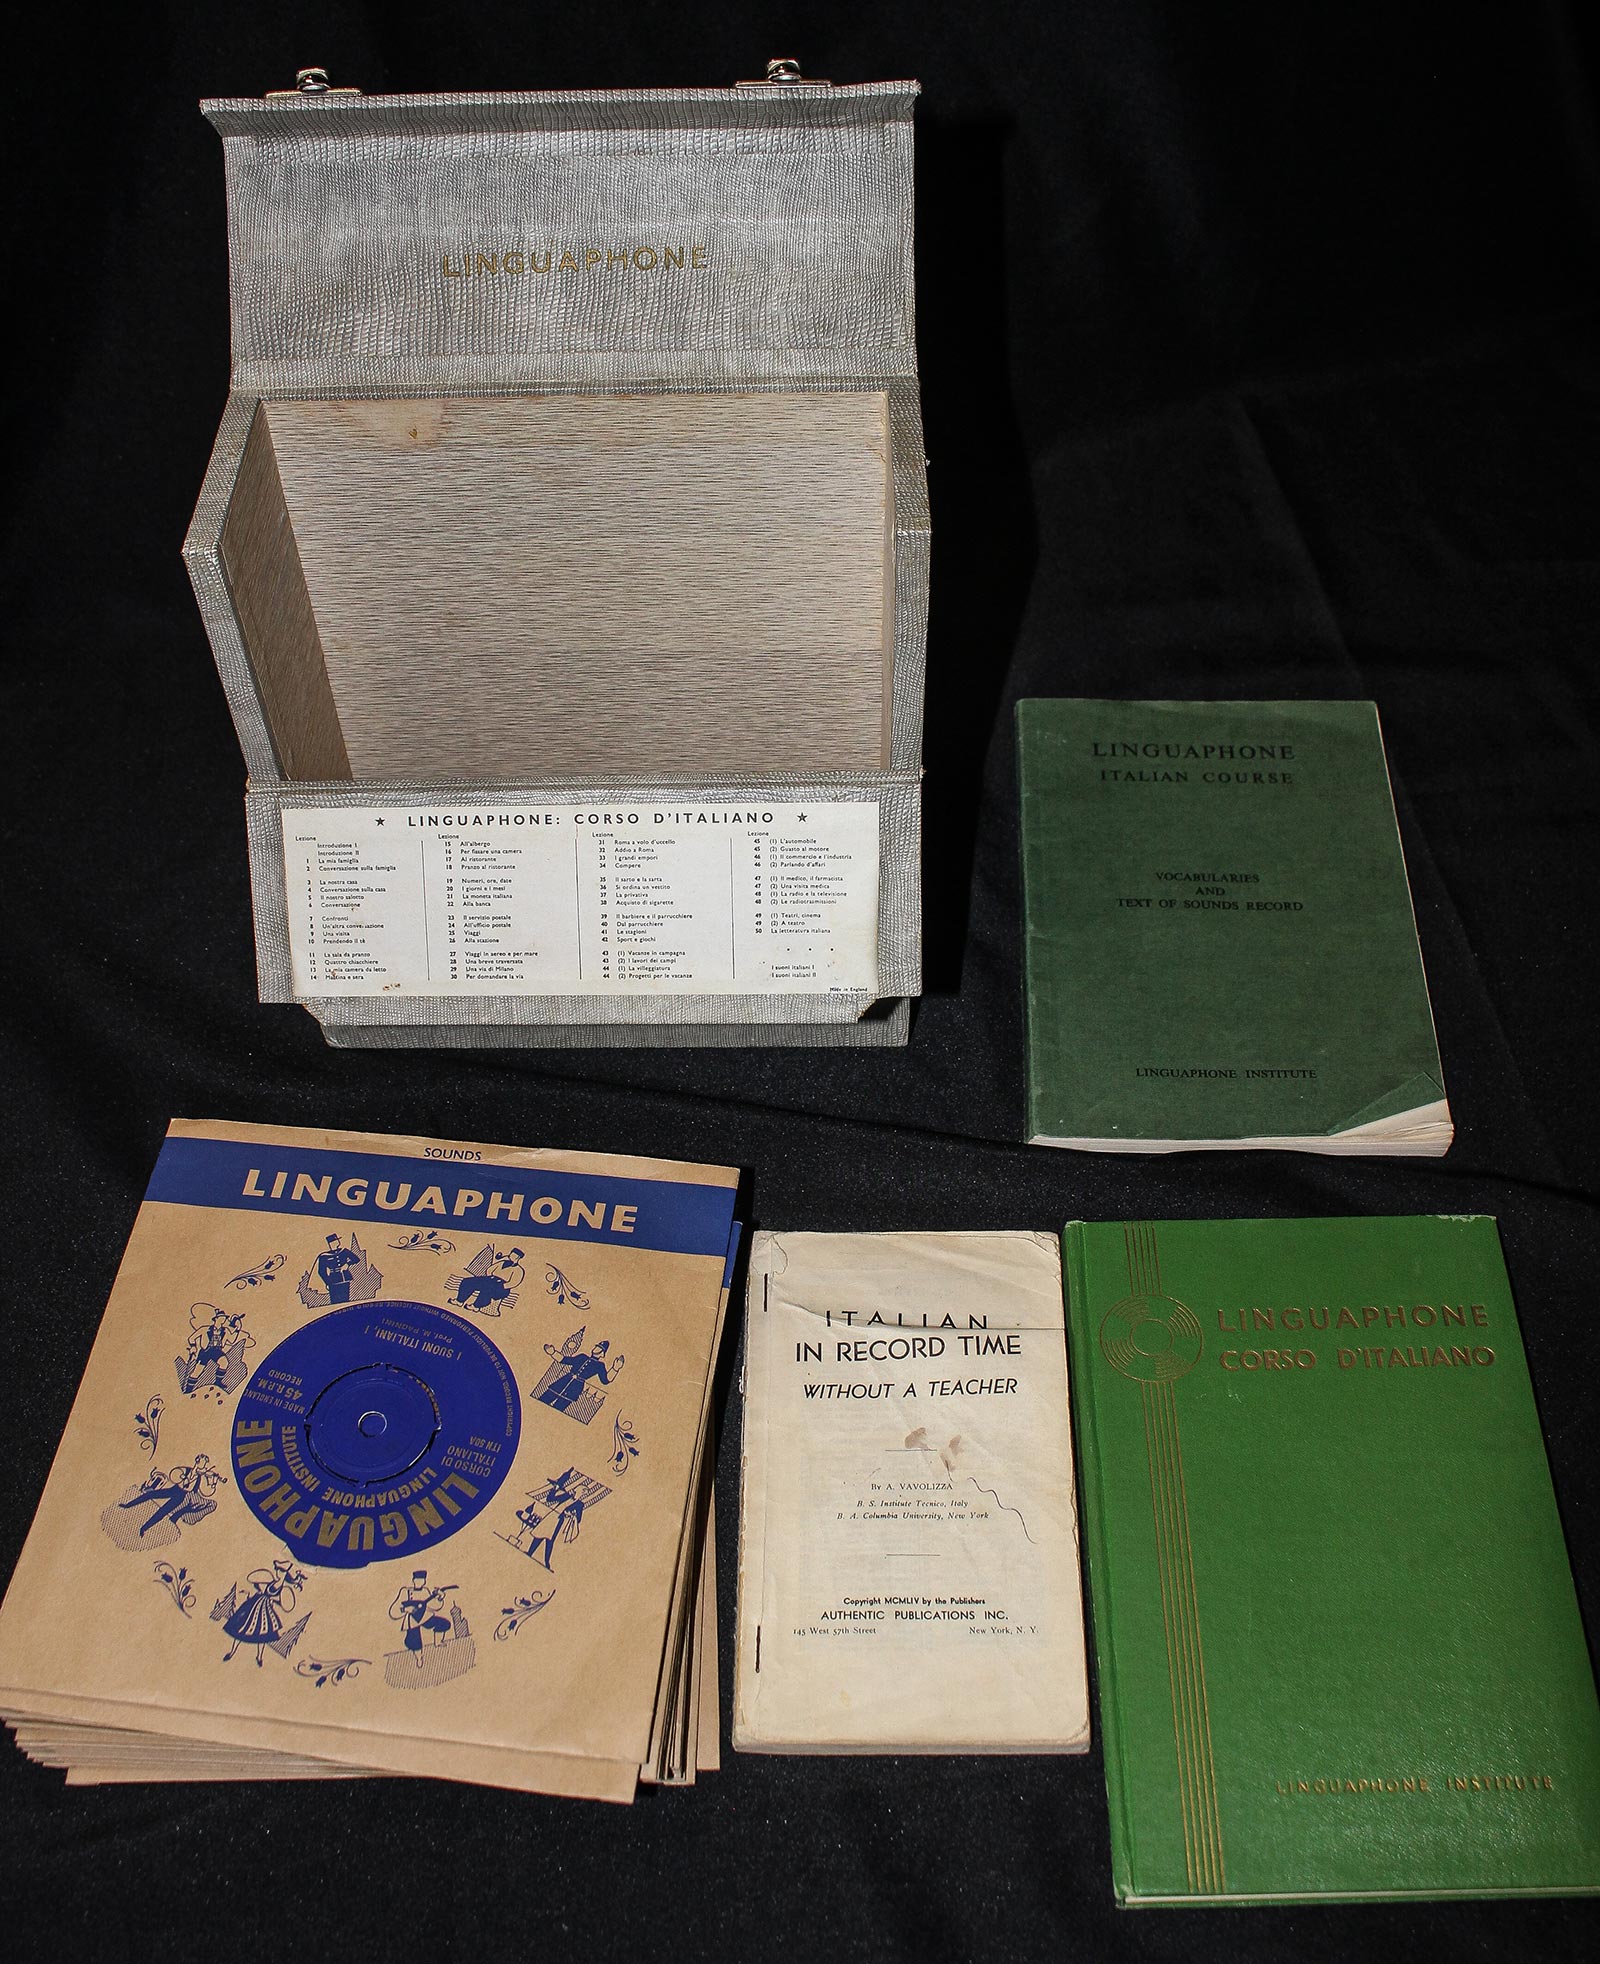 LINGUAPHONE
★ LINGUAPHONE: CORSO D'ITALIANO ★
Lezione
Introduzione I
Introduzione II
1 La mia famiglia
2 Conversazione sulla famiglia
3 La nostra casa
4 Conversazione sulla casa
5 Il nostro salotto
6 Conversazione
7 Confronti
8 Un'altra conversazione
9 Una visita
10 Prendendo il tè
11 La sala da pranzo
12 Quattro chiacchiere
13 La mia camera da letto
14 Mattina e sera
Lezione
15 All'albergo
16 Per fissare una camera
17 Al ristorante
18 Pranzo al ristorante
19 Numeri, ore, date
20 I giorni e i mesi
21 La moneta italiana
22 Alla banca
23 Il servizio postale
24 All'ufficio postale
25 Viaggi
26 Alla stazione
27 Viaggi in aereo e per mare
28 Una breve traversata
29 Una via di Milano
30 Per domandare la via
Lezione
31 Roma a volo d'uccello
32 Addio a Roma
33 I grandi empori
34 Compere
35 Il sarto e la sarta
36 Si ordina un vestito
37 La privativa
38 Acquisto di sigarette
39 Il barbiere e il parrucchiere
40 Dal parrucchiere
41 Le stagioni
42 Sport e giochi
43 (1) Vacanze in campagna
43 (2) I lavori dei campi
44 (1) La villeggiatura
44 (2) Progetti per le vacanze
Lezione
45 (1) L'automobile
45 (2) Guasto al motore
46 (1) Il commercio e l'industria
46 (2) Parlando d'affari
47 (1) Il medico, il farmacista
47 (2) Una visita medica
48 (1) La radio e la televisione
48 (2) Le radiotrasmissioni
49 (1) Teatri, cinema
49 (2) A teatro
50 La letteratura italiana
I suoni italiani I
I suoni italiani II
Made in England
LINGUAPHONE
ITALIAN COURSE
VOCABULARIES
AND
TEXT OF SOUNDS RECORD
LINGUAPHONE INSTITUTE
SOUNDS
LINGUAPHONE
LINGUAPHONE
LINGUAPHONE INSTITUTE
CORSO DI
ITALIANO
ITN 50A
MADE IN ENGLAND
45 R.P.M.
RECORD
I SUONI ITALIANI, I
Prof. M. PAGNINI
ITALIAN
IN RECORD TIME
WITHOUT A TEACHER
By A. VAVOLIZZA
B. S. Institute Tecnico, Italy
B. A. Columbia University, New York
Copyright MCMLIV by the Publishers
AUTHENTIC PUBLICATIONS INC.
145 West 57th Street New York, N. Y.
LINGUAPHONE
CORSO D'ITALIANO
LINGUAPHONE INSTITUTE